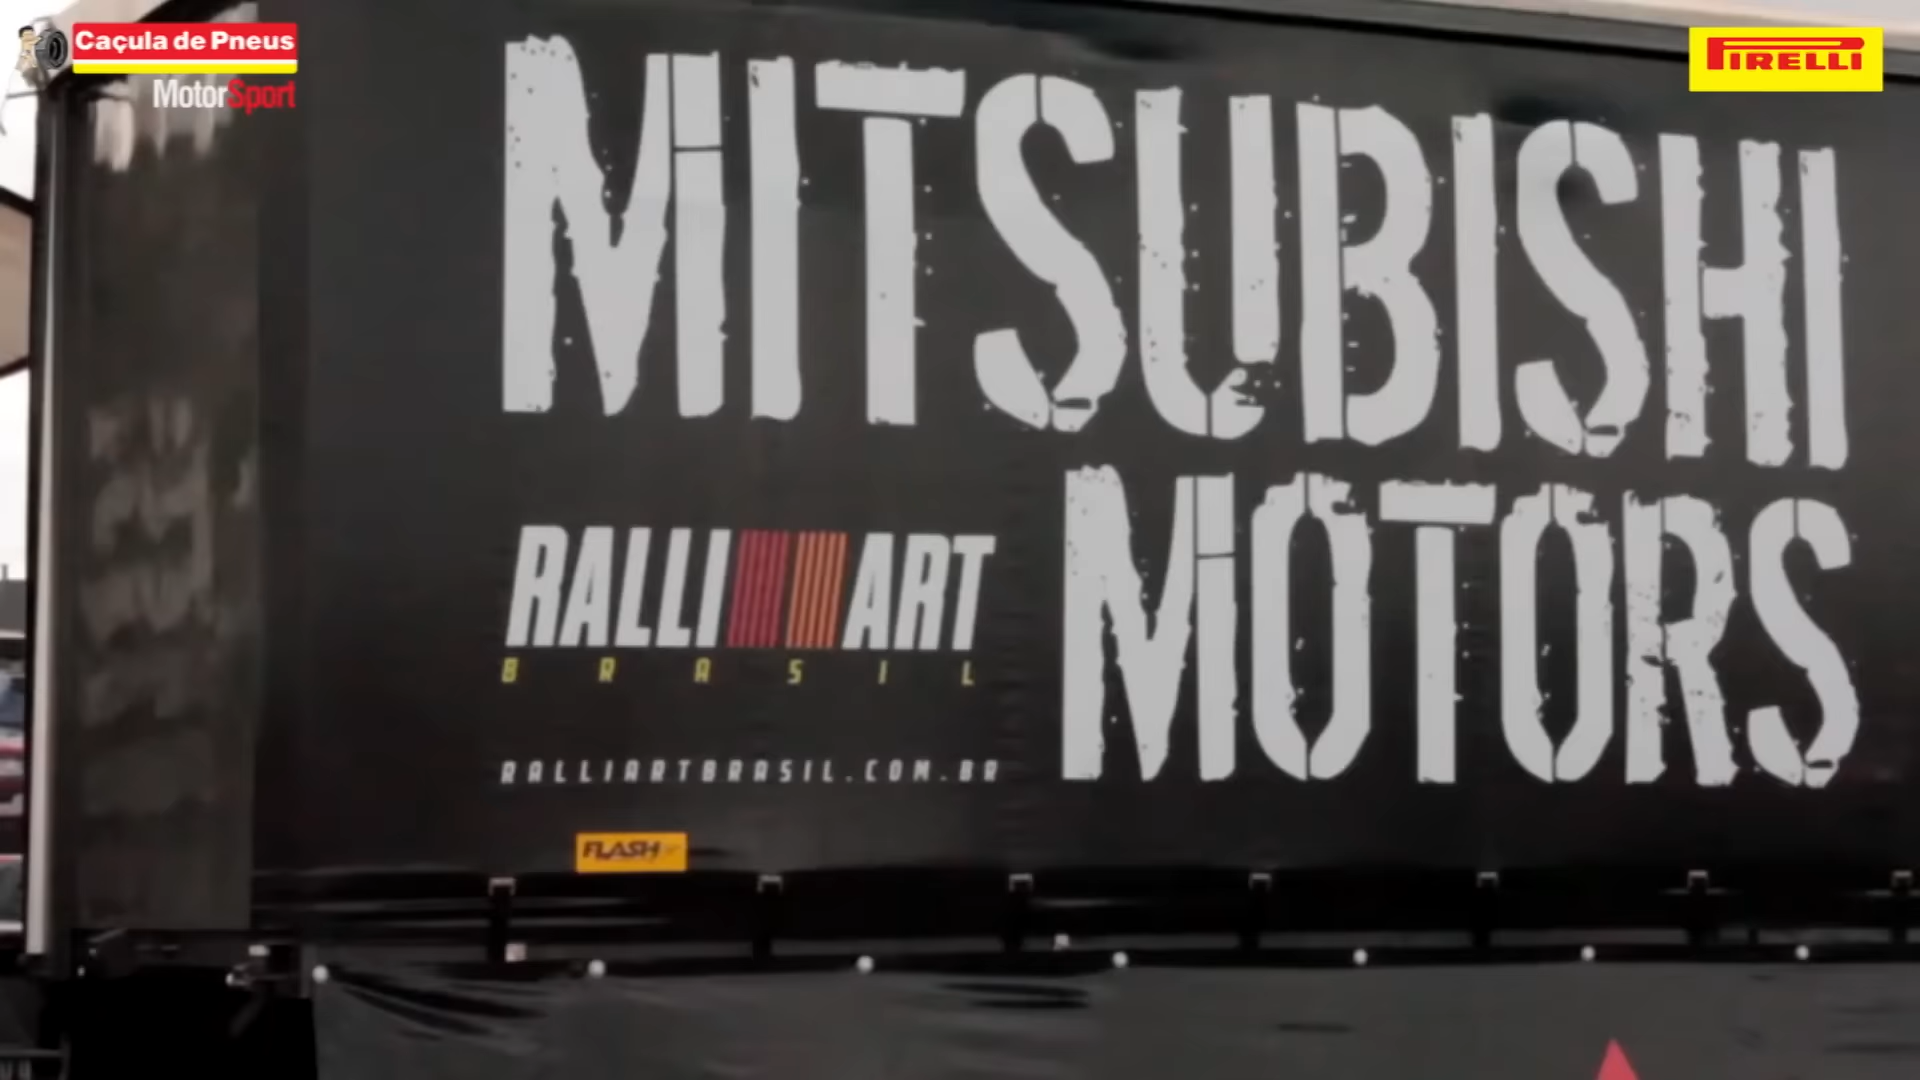 Caçula de Pneus
MotorSport
PIRELLI
MITSUBISHI
MOTORS
RALLIART
BRASIL
RALLIARTBRASIL.COM.BR
FLASH